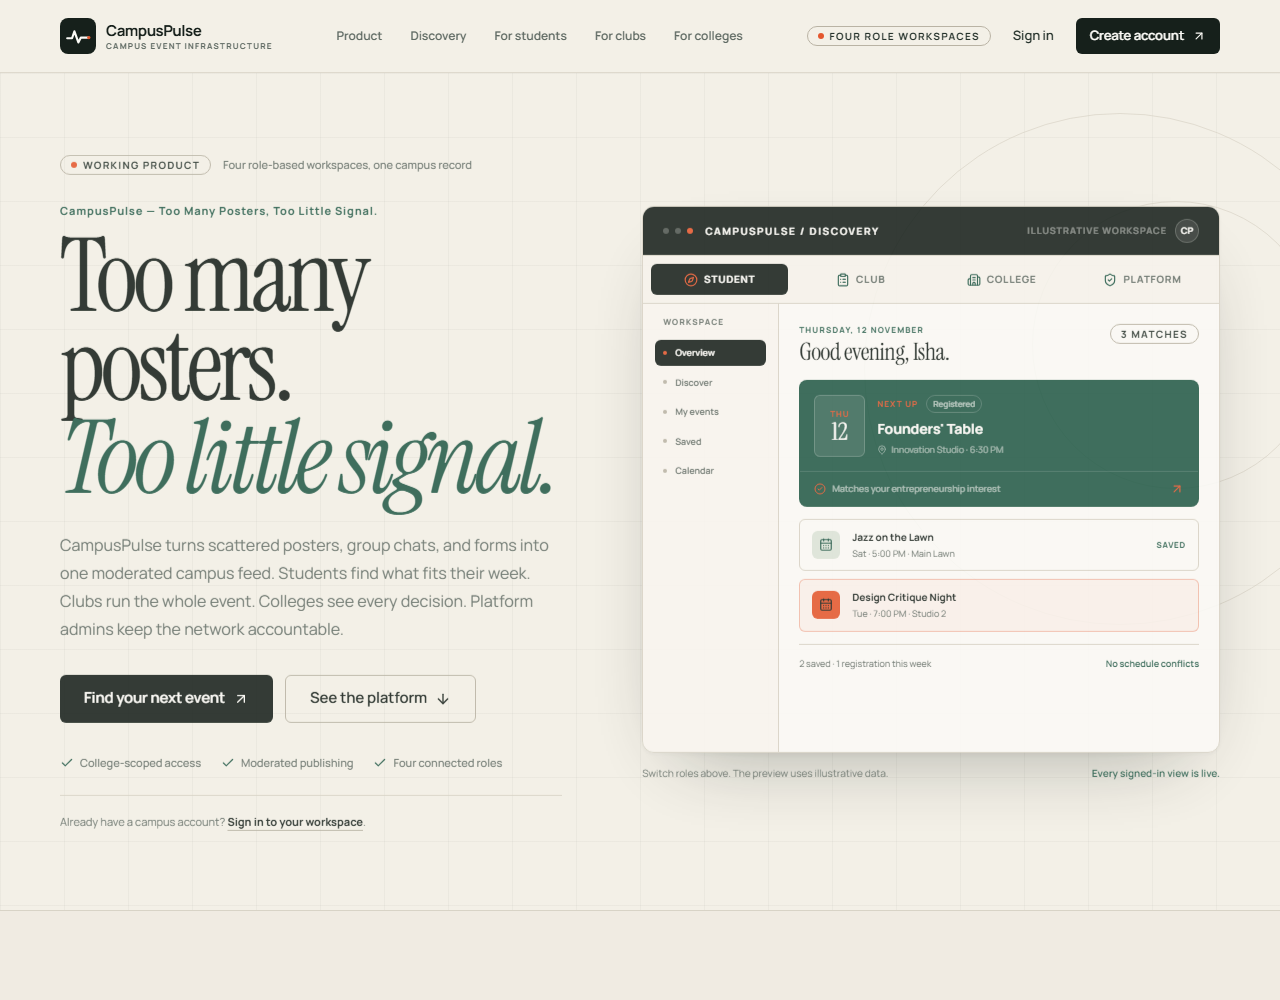 CampusPulse
CAMPUS EVENT INFRASTRUCTURE
Product
Discovery
For students
For clubs
For colleges
FOUR ROLE WORKSPACES
Sign in
Create account
WORKING PRODUCT
Four role-based workspaces, one campus record
CampusPulse — Too Many Posters, Too Little Signal.
Too many
posters.
Too little signal.
CampusPulse turns scattered posters, group chats, and forms into
one moderated campus feed. Students find what fits their week.
Clubs run the whole event. Colleges see every decision. Platform
admins keep the network accountable.
Find your next event
See the platform
College-scoped access
Moderated publishing
Four connected roles
Already have a campus account? Sign in to your workspace.
CAMPUSPULSE / DISCOVERY
ILLUSTRATIVE WORKSPACE
CP
STUDENT
CLUB
COLLEGE
PLATFORM
WORKSPACE
Overview
Discover
My events
Saved
Calendar
THURSDAY, 12 NOVEMBER
Good evening, Isha.
3 MATCHES
THU
12
NEXT UP
Registered
Founders' Table
Innovation Studio · 6:30 PM
Matches your entrepreneurship interest
Jazz on the Lawn
Sat · 5:00 PM · Main Lawn
SAVED
Design Critique Night
Tue · 7:00 PM · Studio 2
2 saved · 1 registration this week
No schedule conflicts
Switch roles above. The preview uses illustrative data.
Every signed-in view is live.